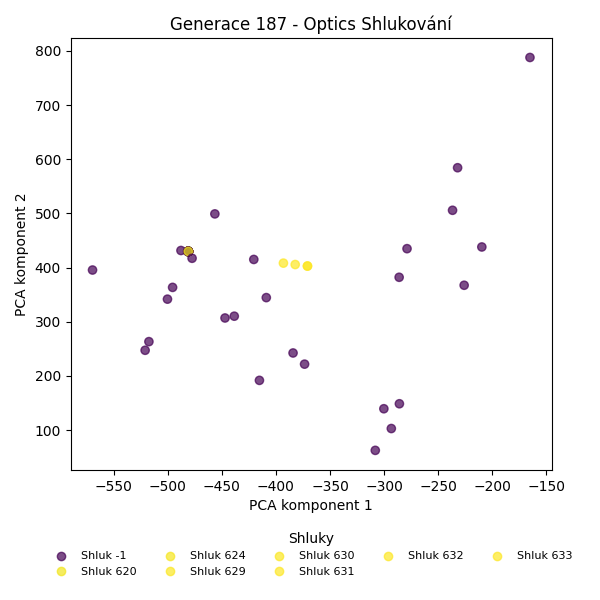 Generace 187 - Optics Shlukování
PCA komponent 2
800
700
600
500
400
300
200
100
−550 −500 −450 −400 −350 −300 −250 −200 −150
PCA komponent 1
Shluky
Shluk -1 Shluk 624 Shluk 630 Shluk 632 Shluk 633
Shluk 620 Shluk 629 Shluk 631